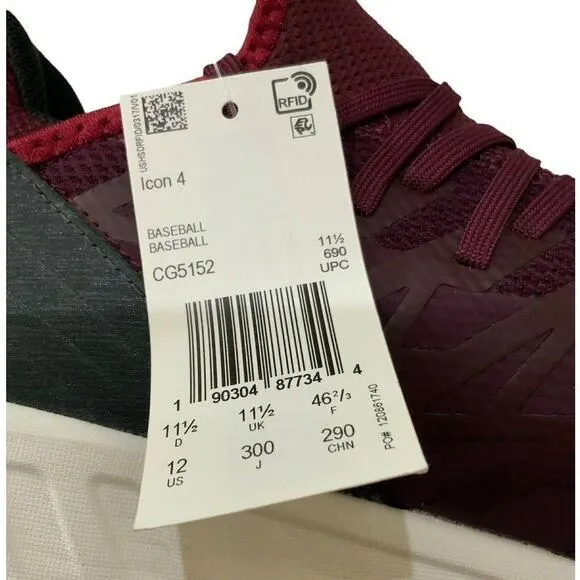 USHSORFID/0317/V01
RFID
Icon 4
BASEBALL
BASEBALL
CG5152
11½
690
UPC
1 90304 87734 4
11½ 11½ 46²/³
D UK F
12 300 290
US J CHN
PO# 120861740